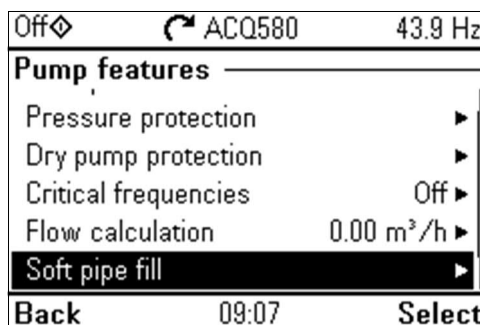 Off ACQ580 43.9 Hz
Pump features
Pressure protection
Dry pump protection
Critical frequencies Off
Flow calculation 0.00 m³/h
Soft pipe fill
Back 09:07 Select